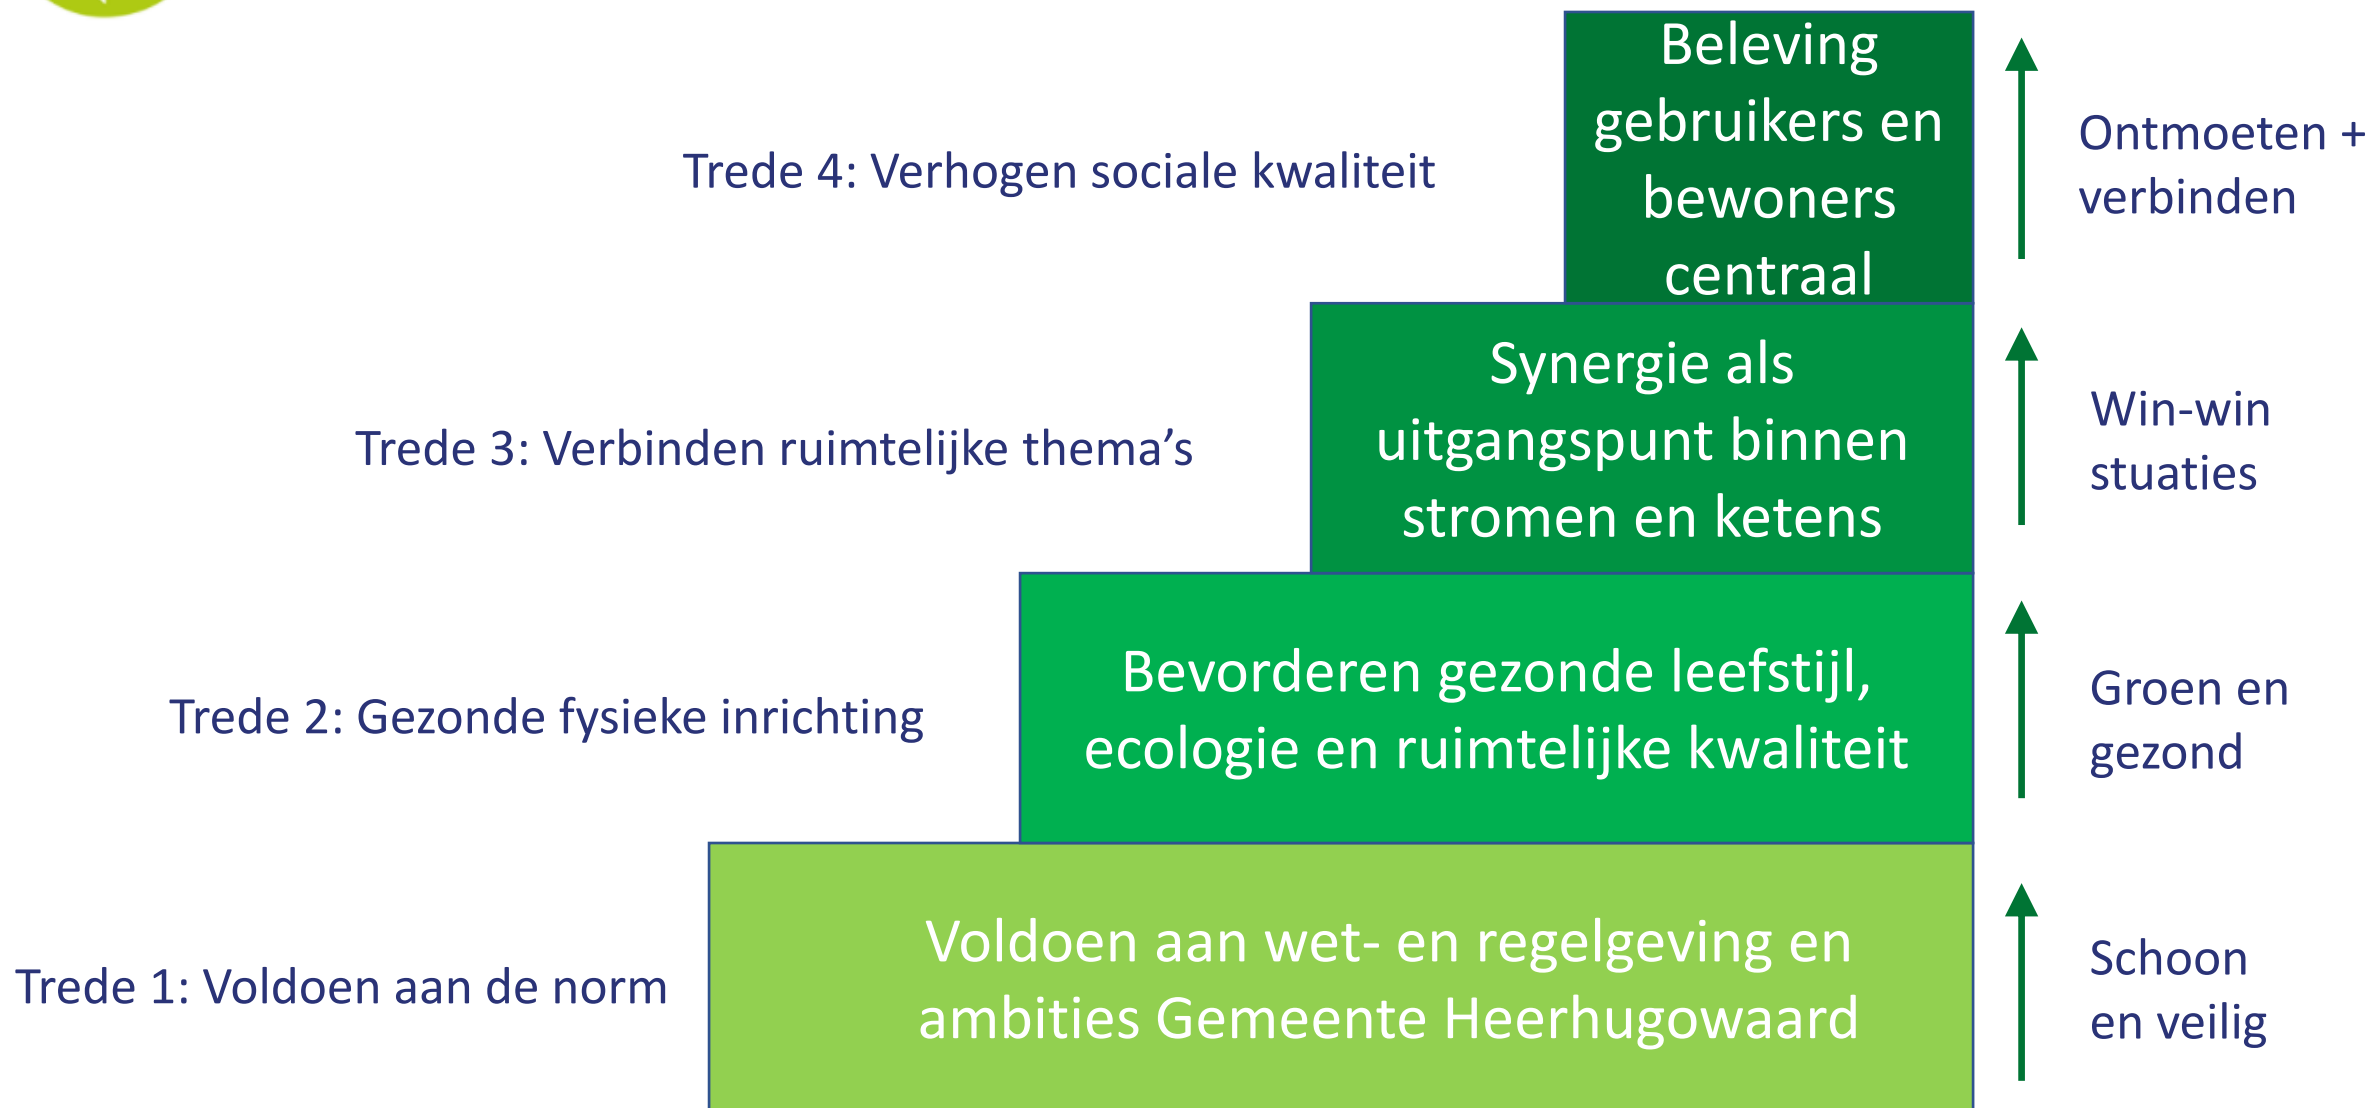 Trede 4: Verhogen sociale kwaliteit
Beleving
gebruikers en
bewoners
centraal
Ontmoeten +
verbinden
Trede 3: Verbinden ruimtelijke thema’s
Synergie als
uitgangspunt binnen
stromen en ketens
Win-win
stuaties
Trede 2: Gezonde fysieke inrichting
Bevorderen gezonde leefstijl,
ecologie en ruimtelijke kwaliteit
Groen en
gezond
Trede 1: Voldoen aan de norm
Voldoen aan wet- en regelgeving en
ambities Gemeente Heerhugowaard
Schoon
en veilig